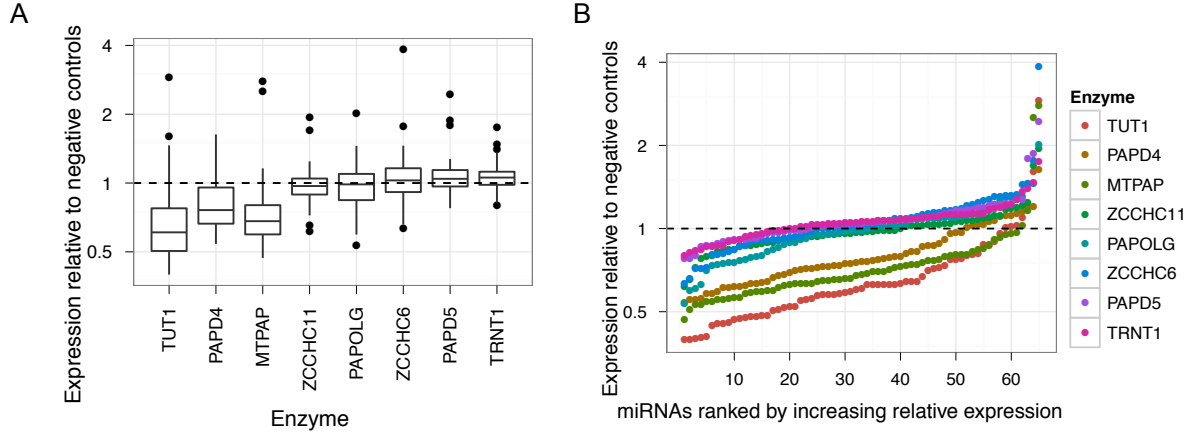 A
Expression relative to negative controls
4
2
1
0.5
TUT1
PAPD4
MTPAP
ZCCHC11
PAPOLG
ZCCHC6
PAPD5
TRNT1
Enzyme
B
Expression relative to negative controls
4
2
1
0.5
10
20
30
40
50
60
miRNAs ranked by increasing relative expression
Enzyme
TUT1
PAPD4
MTPAP
ZCCHC11
PAPOLG
ZCCHC6
PAPD5
TRNT1